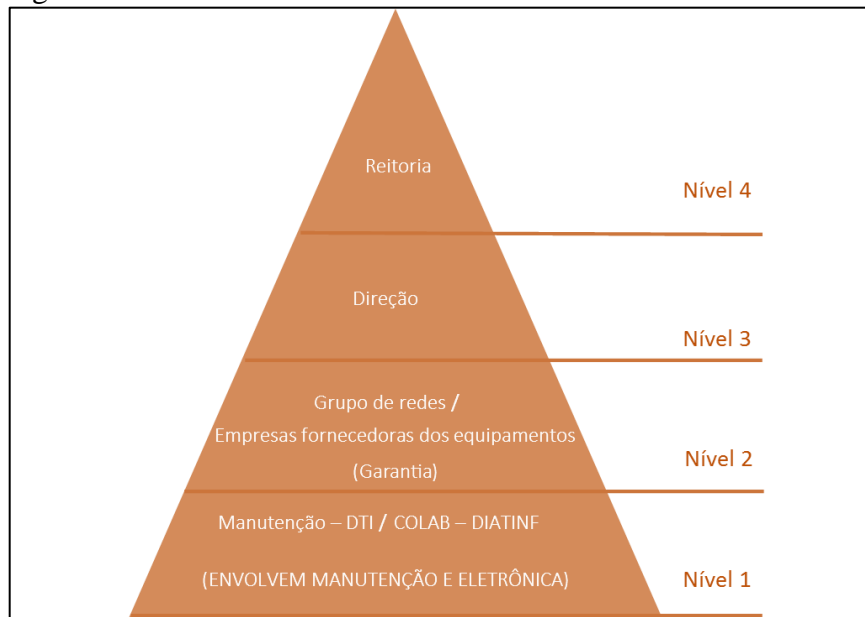 Reitoria
Nível 4
Direção
Nível 3
Grupo de redes /
Empresas fornecedoras dos equipamentos
(Garantia)
Nível 2
Manutenção – DTI / COLAB – DIATINF
(ENVOLVEM MANUTENÇÃO E ELETRÔNICA)
Nível 1